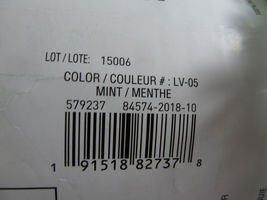 LOT / LOTE: 15006
COLOR / COULEUR # : LV-05
MINT / MENTHE
579237 84574-2018-10
1 91518 82737 8